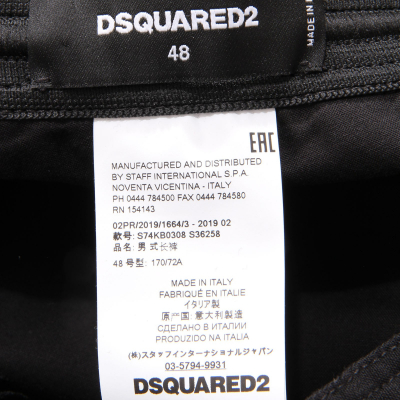 DSQUARED2
48
MADE IN
EAC
MANUFACTURED AND DISTRIBUTED
BY STAFF INTERNATIONAL S.P.A.
NOVENTA VICENTINA - ITALY
PH 0444 784500 FAX 0444 784580
RN 154143
02PR/2019/1664/3 - 2019 02
款号: S74KB0308 S36258
品名: 男式长裤
48 号型: 170/72A
MADE IN ITALY
FABRIQUÉ EN ITALIE
イタリア製
原产国: 意大利制造
СДЕЛАНО В ИТАЛИИ
PRODUZIDO NA ITALIA
(株)スタッフインターナショナルジャパン
03-5794-9931
DSQUARED2